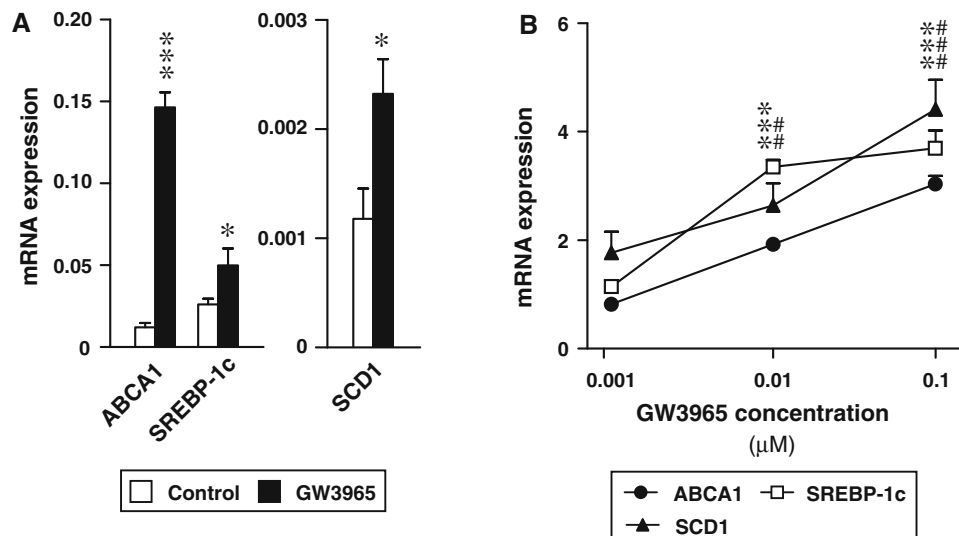 A
mRNA expression
0.20
0.15
0.10
0.05
0
***
*
ABCA1
SREBP-1c
0.003
0.002
0.001
0
*
SCD1
Control GW3965
B
mRNA expression
6
4
2
0
*
*#
*#
*#
*#
*#
0.001 0.01 0.1
GW3965 concentration
(μM)
ABCA1 SREBP-1c
SCD1